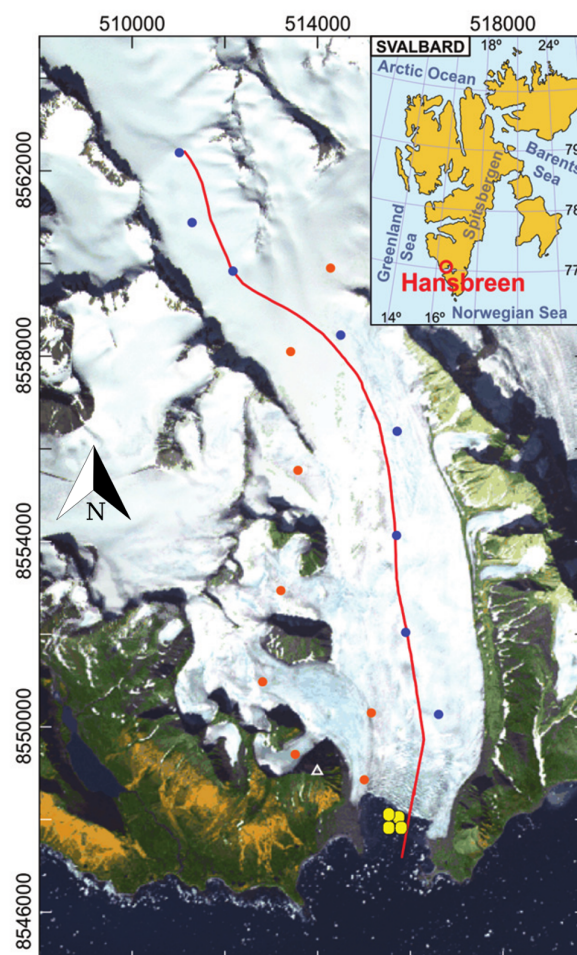 510000 514000 518000
SVALBARD 18° 24°
Arctic Ocean
79
Barents
Sea
Spitsbergen
78
Greenland
Sea
77
Hansbreen
14° 16° Norwegian Sea
8562000
8558000
8554000
8550000
8546000
N